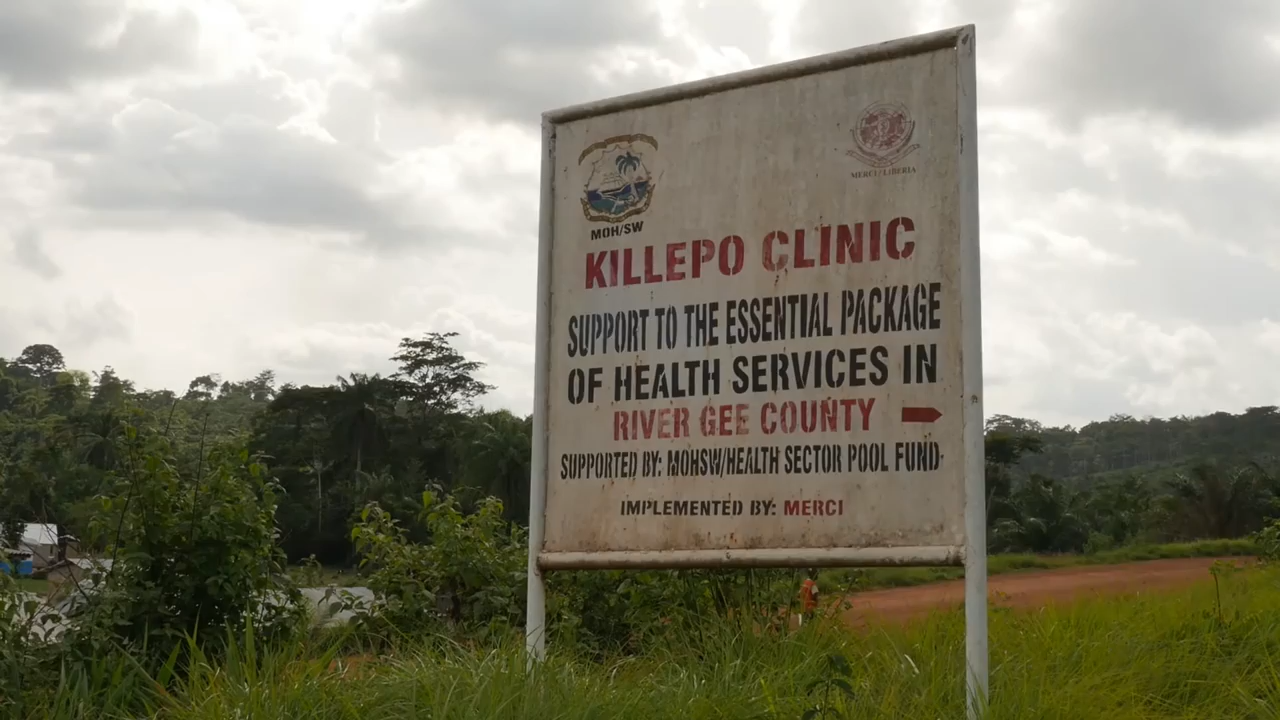 MOH/SW
MERCI / LIBERIA
KILLEPO CLINIC
SUPPORT TO THE ESSENTIAL PACKAGE
OF HEALTH SERVICES IN
RIVER GEE COUNTY
SUPPORTED BY: MOHSW/HEALTH SECTOR POOL FUND
IMPLEMENTED BY: MERCI